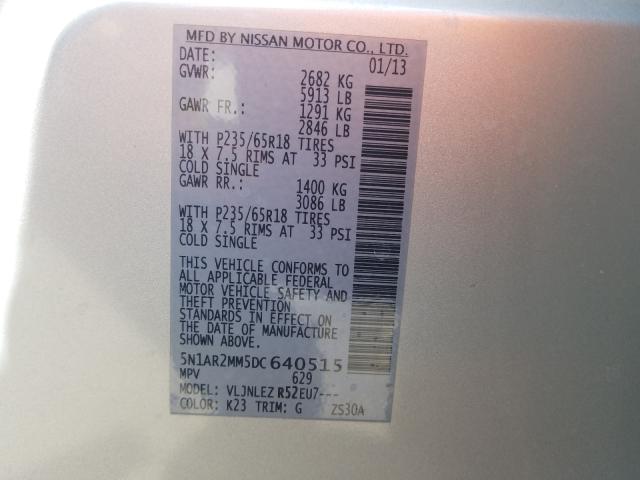 MFD BY NISSAN MOTOR CO., LTD.
DATE: 01/13
GVWR: 2682 KG
5913 LB
GAWR FR.: 1291 KG
2846 LB
WITH P235/65R18 TIRES
18 X 7.5 RIMS AT 33 PSI
COLD SINGLE
GAWR RR.: 1400 KG
3086 LB
WITH P235/65R18 TIRES
18 X 7.5 RIMS AT 33 PSI
COLD SINGLE
THIS VEHICLE CONFORMS TO
ALL APPLICABLE FEDERAL
MOTOR VEHICLE SAFETY AND
THEFT PREVENTION
STANDARDS IN EFFECT ON
THE DATE OF MANUFACTURE
SHOWN ABOVE.
5N1AR2MM5DC640515
MPV 629
MODEL: VLJNLEZ R52EU7---
COLOR: K23 TRIM: G ZS30A